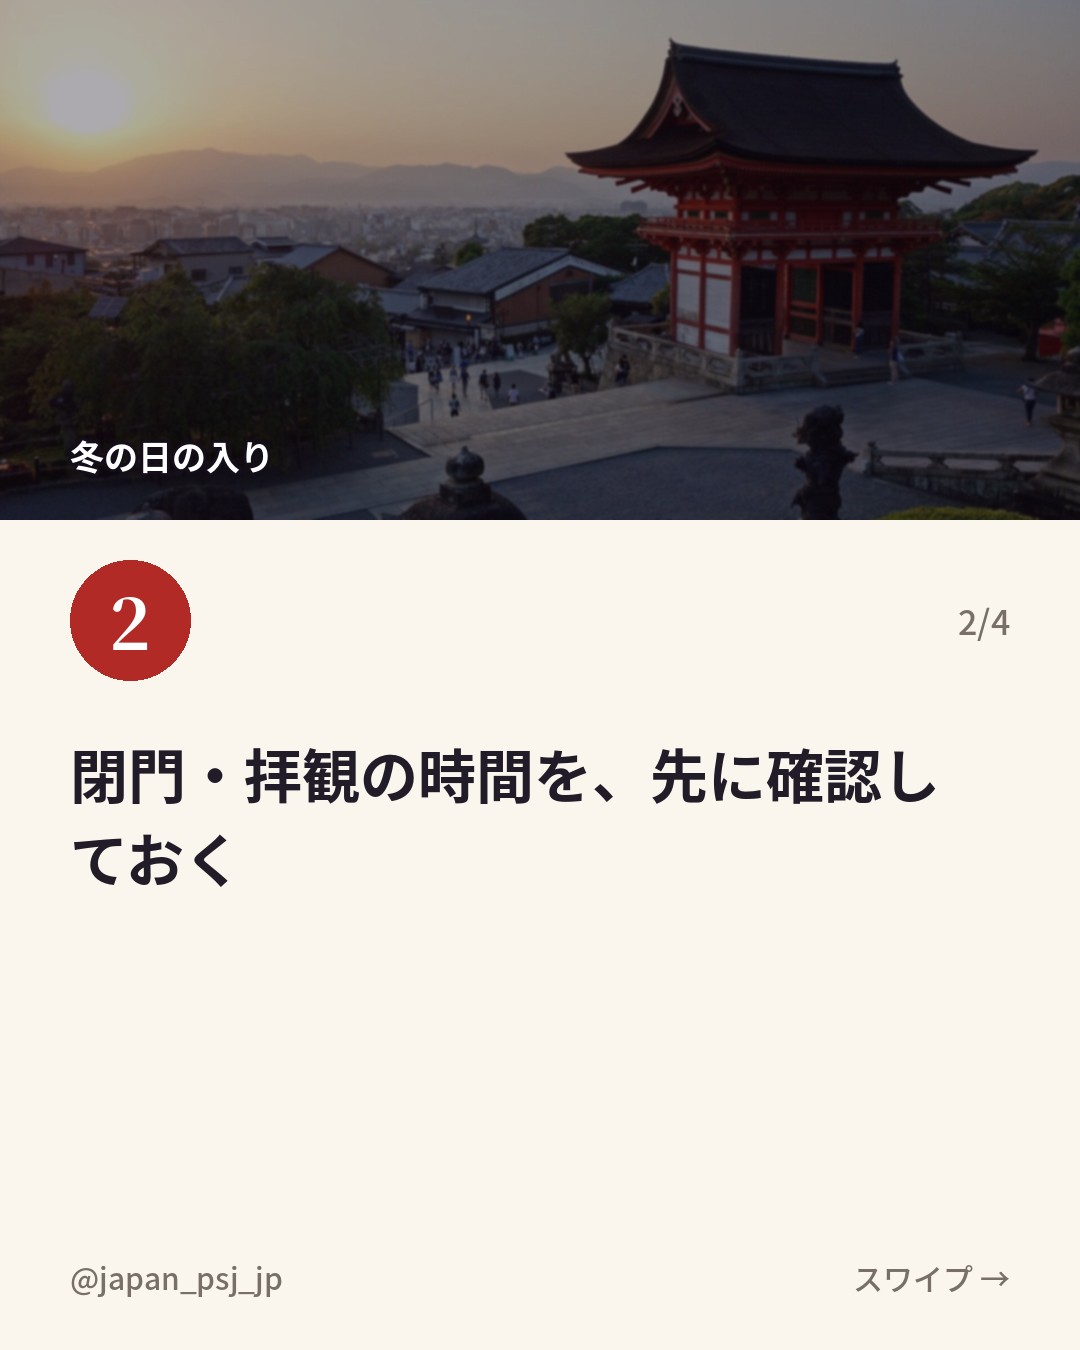 冬の日の入り
2
2/4
閉門・拝観の時間を、先に確認し
ておく
@japan_psj_jp
スワイプ →